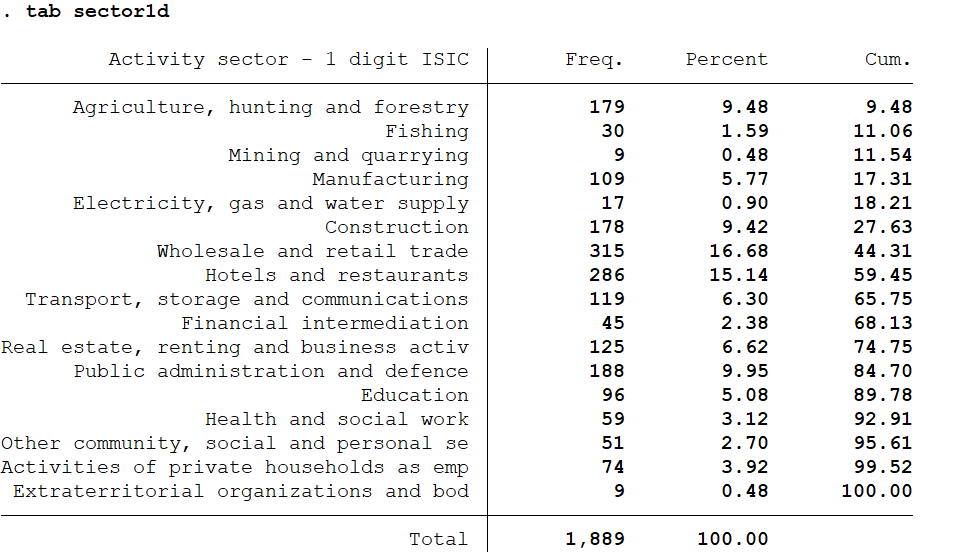 . tab sector1d
Activity sector - 1 digit ISIC Freq. Percent Cum.
Agriculture, hunting and forestry 179 9.48 9.48
Fishing 30 1.59 11.06
Mining and quarrying 9 0.48 11.54
Manufacturing 109 5.77 17.31
Electricity, gas and water supply 17 0.90 18.21
Construction 178 9.42 27.63
Wholesale and retail trade 315 16.68 44.31
Hotels and restaurants 286 15.14 59.45
Transport, storage and communications 119 6.30 65.75
Financial intermediation 45 2.38 68.13
Real estate, renting and business activ 125 6.62 74.75
Public administration and defence 188 9.95 84.70
Education 96 5.08 89.78
Health and social work 59 3.12 92.91
Other community, social and personal se 51 2.70 95.61
Activities of private households as emp 74 3.92 99.52
Extraterritorial organizations and bod 9 0.48 100.00
Total 1,889 100.00